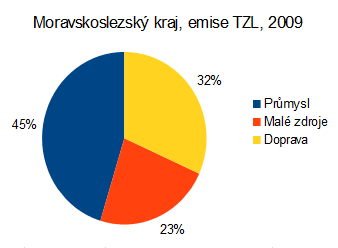 Moravskoslezský kraj, emise TZL, 2009
32%
45%
23%
Průmysl
Malé zdroje
Doprava